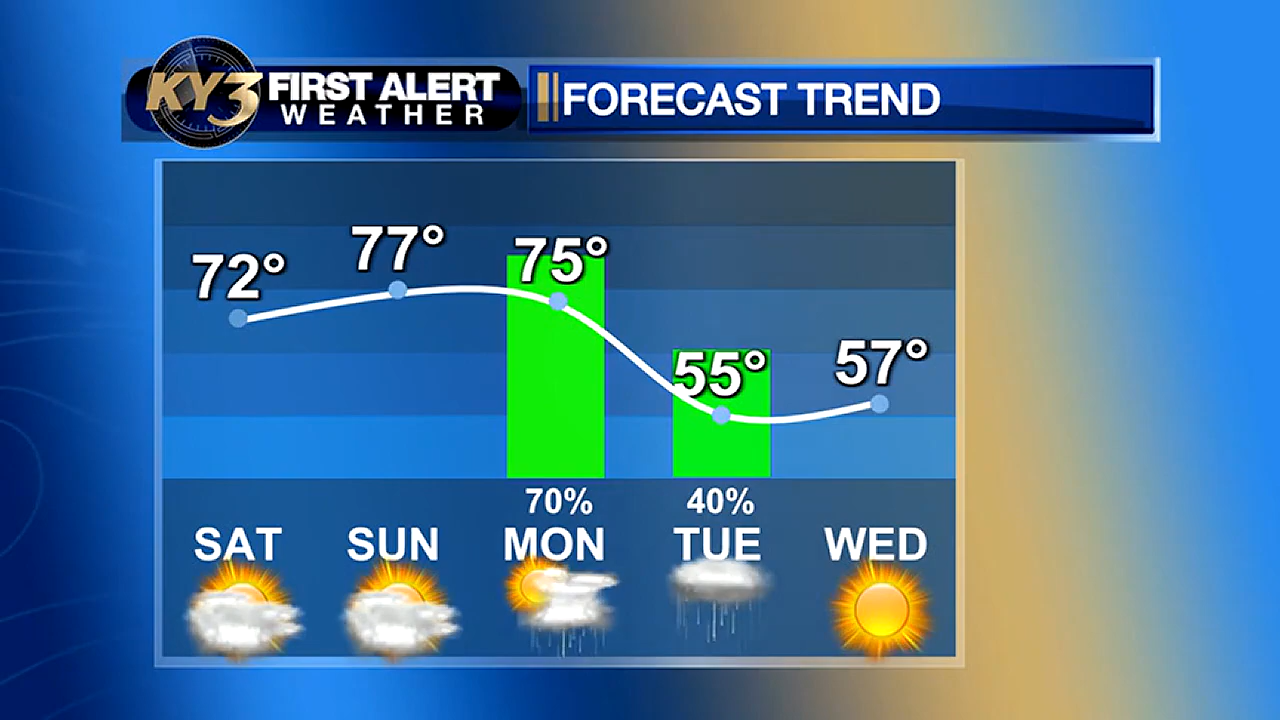 KY3 FIRST ALERT
WEATHER
FORECAST TREND
72° 77° 75° 55° 57°
70% 40%
SAT SUN MON TUE WED